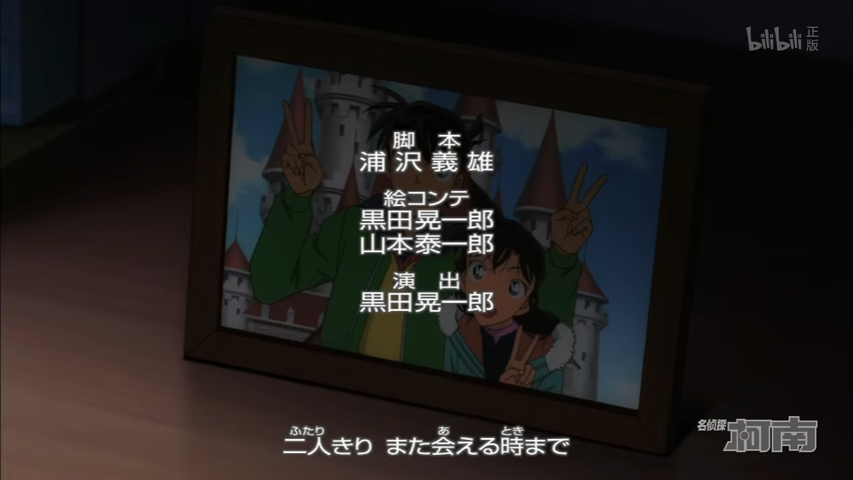 bilibili 正版
脚本
浦沢義雄
絵コンテ
黒田晃一郎
山本泰一郎
演出
黒田晃一郎
ふたり あ とき
二人きり また会える時まで
名侦探
柯南